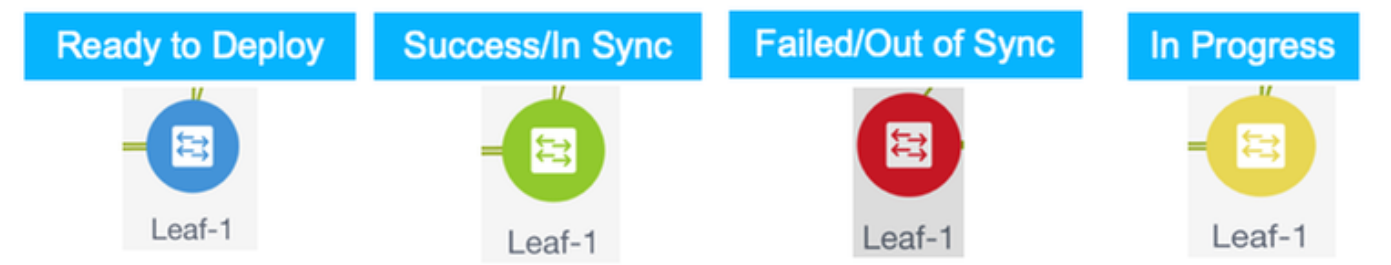 Ready to Deploy
Success/In Sync
Failed/Out of Sync
In Progress
Leaf-1
Leaf-1
Leaf-1
Leaf-1